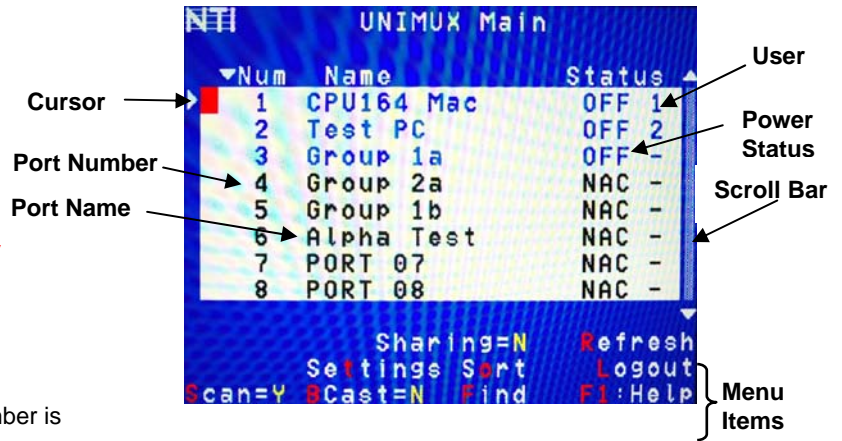 NTI UNIMUX Main
User
Num Name Status
Cursor
1 CPU164 Mac OFF 1
2 Test PC OFF 2
Power
Status
3 Group 1a OFF -
Port Number
4 Group 2a NAC -
Scroll Bar
5 Group 1b NAC -
Port Name
6 Alpha Test NAC -
7 PORT 07 NAC -
8 PORT 08 NAC -
Sharing=N Refresh
Settings Sort Logout
Scan=Y BCast=N Find F1:Help
Menu
Items
ber is